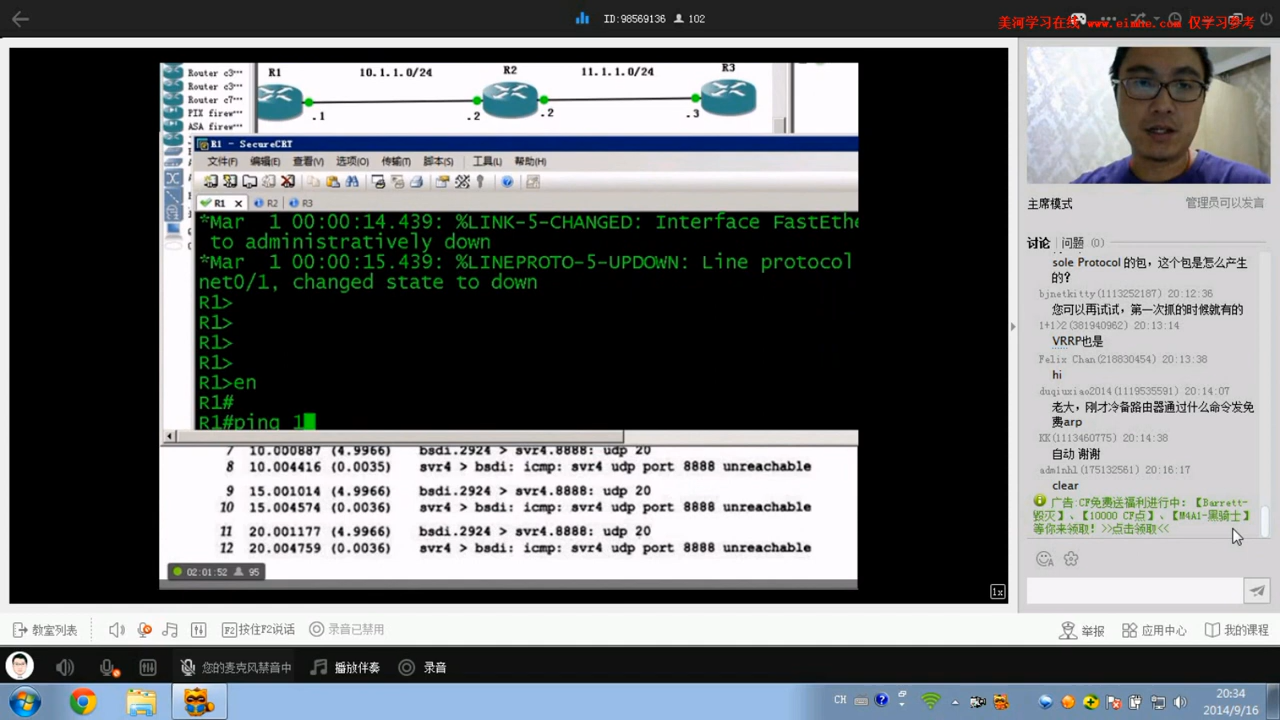 ID:98569136 102
美河学习在线 www.eimhe.com 仅学习参考
Router c3***
Router c3***
Router c7***
PIX firew***
ASA firew***
R1
10.1.1.0/24
R2
11.1.1.0/24
R3
.1
.2
.2
.3
R1 - SecureCRT
文件(F) 编辑(E) 查看(V) 选项(O) 传输(T) 脚本(S) 工具(L) 帮助(H)
R1 R2 R3
*Mar 1 00:00:14.439: %LINK-5-CHANGED: Interface FastEthe
to administratively down
*Mar 1 00:00:15.439: %LINEPROTO-5-UPDOWN: Line protocol
net0/1, changed state to down
R1>
R1>
R1>
R1>
R1>en
R1#
R1#ping 1
7 10.000887 (4.9966) bsdi.2924 > svr4.8888: udp 20
8 10.004416 (0.0035) svr4 > bsdi: icmp: svr4 udp port 8888 unreachable
9 15.001014 (4.9966) bsdi.2924 > svr4.8888: udp 20
10 15.004574 (0.0036) svr4 > bsdi: icmp: svr4 udp port 8888 unreachable
11 20.001177 (4.9966) bsdi.2924 > svr4.8888: udp 20
12 20.004759 (0.0036) svr4 > bsdi: icmp: svr4 udp port 8888 unreachable
02:01:52 95
1x
主席模式 管理员可以发言
讨论 问题 (0)
sole Protocol 的包，这个包是怎么产生
的?
bjnetkitty(1113252187) 20:12:36
您可以再试试，第一次抓的时候就有的
1+1>2(381940962) 20:13:14
VRRP也是
Felix Chan(218830454) 20:13:38
hi
duqiuxiao2014(1119535591) 20:14:07
老大，刚才冷备路由器通过什么命令发免
费arp
KK(1113460775) 20:14:38
自动 谢谢
adm1nhl(175132561) 20:16:17
clear
广告:CF免费送福利进行中：【Barrett-
毁灭】、【10000 CF点】、【M4A1-黑骑士】
等你来领取！>>点击领取<<
教室列表 F2 按住F2说话 录音已禁用 举报 应用中心 我的课程
您的麦克风禁音中 播放伴奏 录音
CH
20:34
2014/9/16